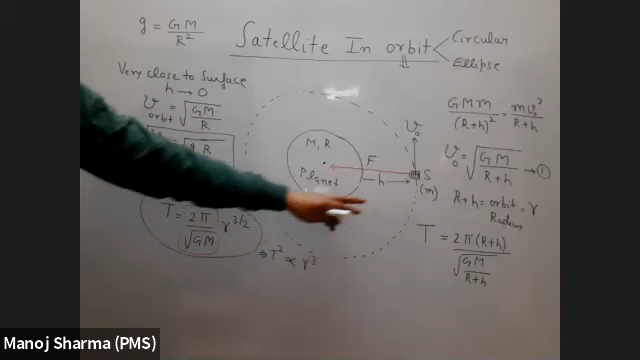 g = GM/R²
Satellite In orbit
Circular
Ellipse
Very close to Surface
h → 0
v orbit = √(GM/R)
M, R
Planet
F
h
v₀
S
(m)
GMm/(R+h)² = mv₀²/(R+h)
v₀ = √(GM/(R+h)) → ①
R+h = orbit Radius = r
T = 2π(R+h)/√(GM/(R+h))
T = 2π/√GM r^3/2
⇒ T² ∝ r³
Manoj Sharma (PMS)